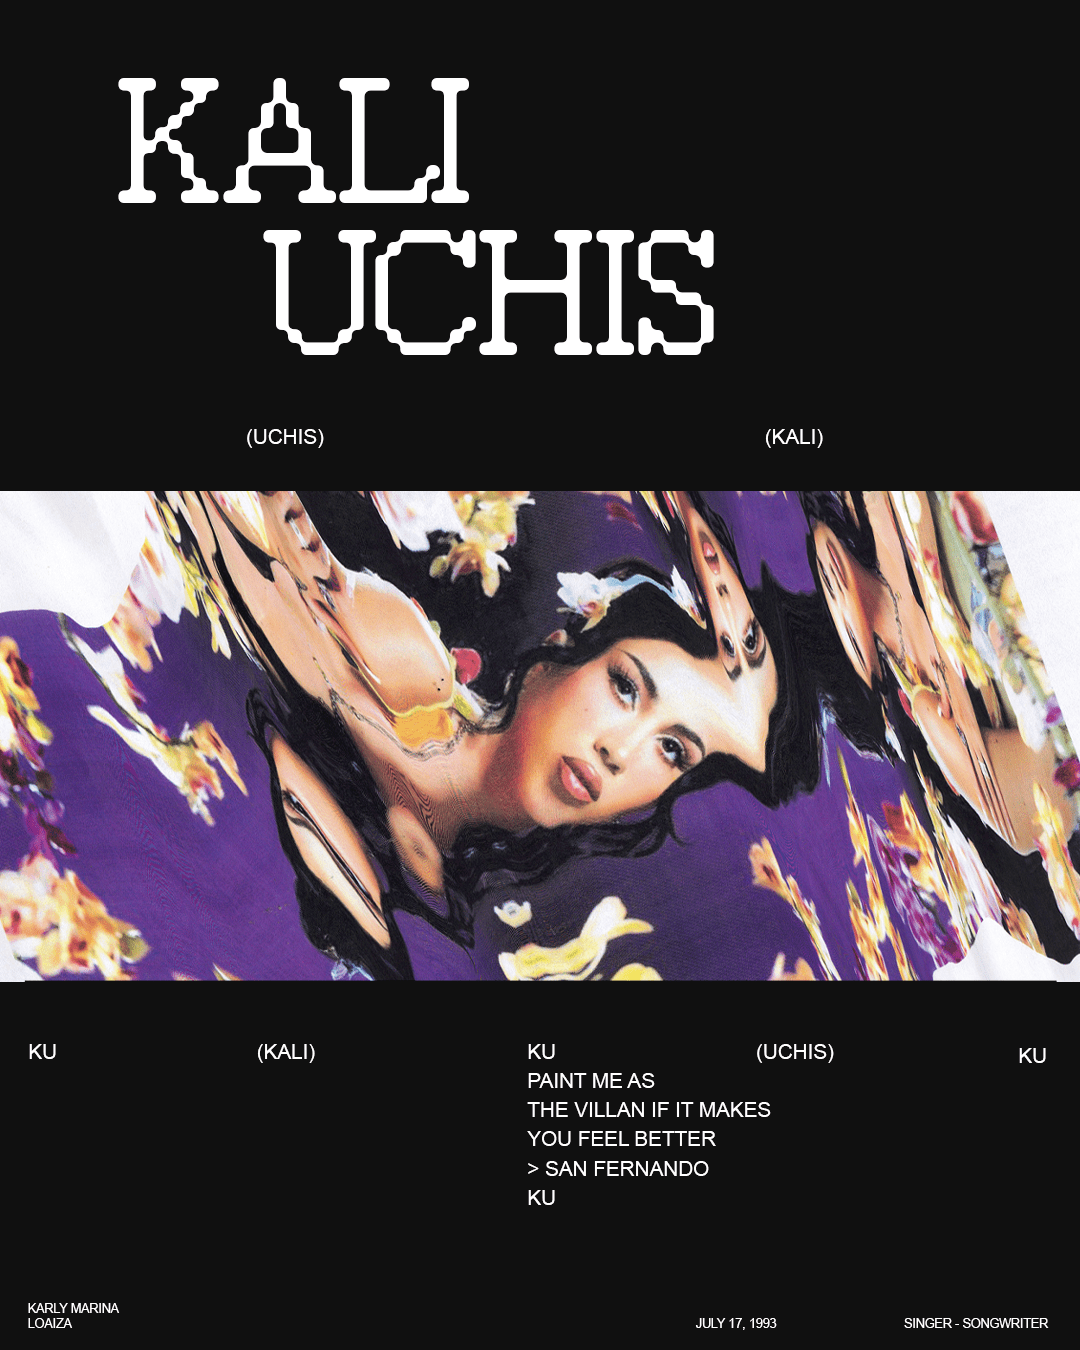 KALI
UCHIS
(UCHIS)
(KALI)
KU
(KALI)
KU
(UCHIS)
KU
PAINT ME AS
THE VILLAN IF IT MAKES
YOU FEEL BETTER
> SAN FERNANDO
KU
KARLY MARINA
LOAIZA
JULY 17, 1993
SINGER - SONGWRITER